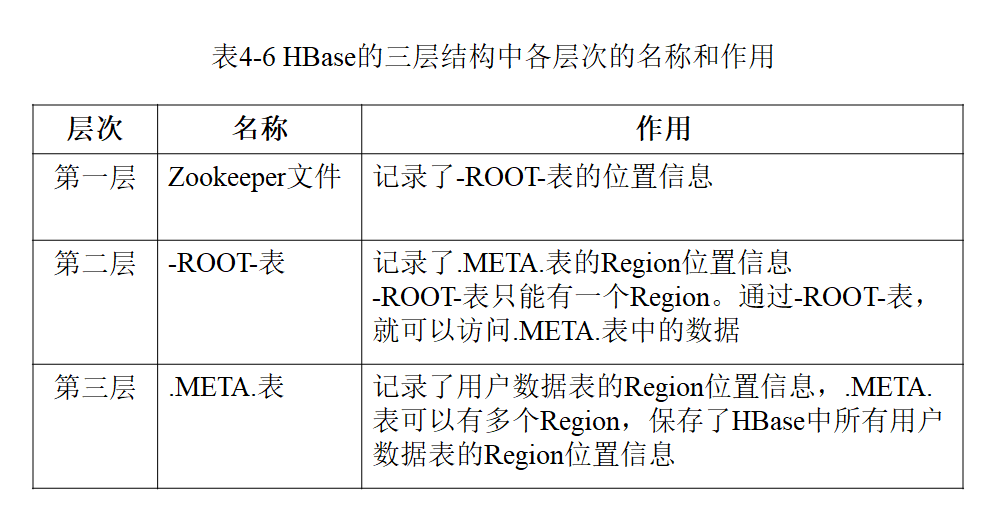 表4-6 HBase的三层结构中各层次的名称和作用
层次 名称 作用
第一层 Zookeeper文件 记录了-ROOT-表的位置信息
第二层 -ROOT-表 记录了.META.表的Region位置信息
-ROOT-表只能有一个Region。通过-ROOT-表，
就可以访问.META.表中的数据
第三层 .META.表 记录了用户数据表的Region位置信息，.META.
表可以有多个Region，保存了HBase中所有用户
数据表的Region位置信息